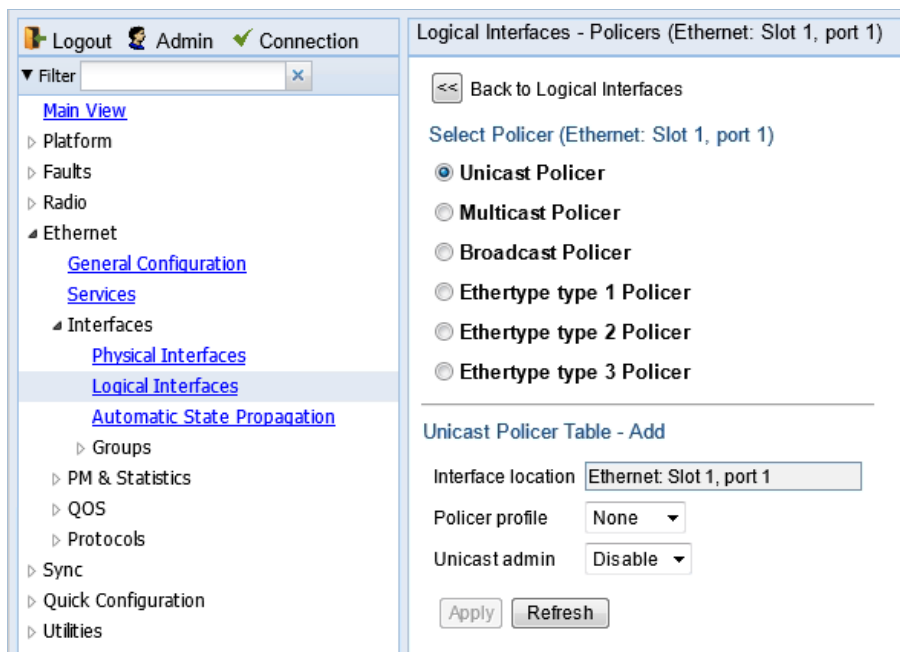 Logout Admin Connection
Filter
Main View
Platform
Faults
Radio
Ethernet
General Configuration
Services
Interfaces
Physical Interfaces
Logical Interfaces
Automatic State Propagation
Groups
PM & Statistics
QOS
Protocols
Sync
Quick Configuration
Utilities
Logical Interfaces - Policers (Ethernet: Slot 1, port 1)
<< Back to Logical Interfaces
Select Policer (Ethernet: Slot 1, port 1)
Unicast Policer
Multicast Policer
Broadcast Policer
Ethertype type 1 Policer
Ethertype type 2 Policer
Ethertype type 3 Policer
Unicast Policer Table - Add
Interface location Ethernet: Slot 1, port 1
Policer profile None
Unicast admin Disable
Apply Refresh